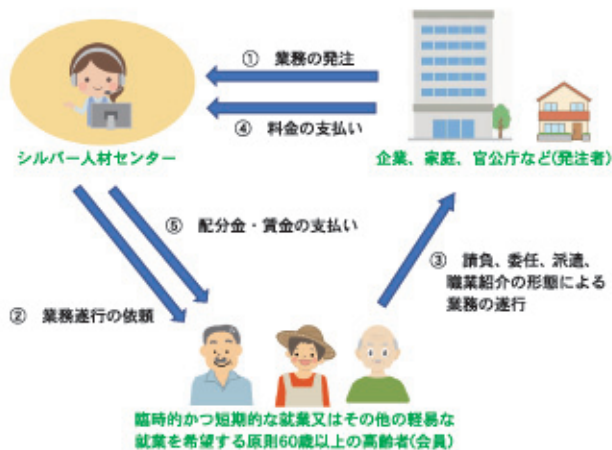 ① 業務の発注
④ 料金の支払い
シルバー人材センター
企業、家庭、官公庁など(発注者)
⑤ 配分金・賃金の支払い
② 業務遂行の依頼
③ 請負、委任、派遣、
職業紹介の形態による
業務の遂行
臨時的かつ短期的な就業又はその他の軽易な
就業を希望する原則60歳以上の高齢者(会員)